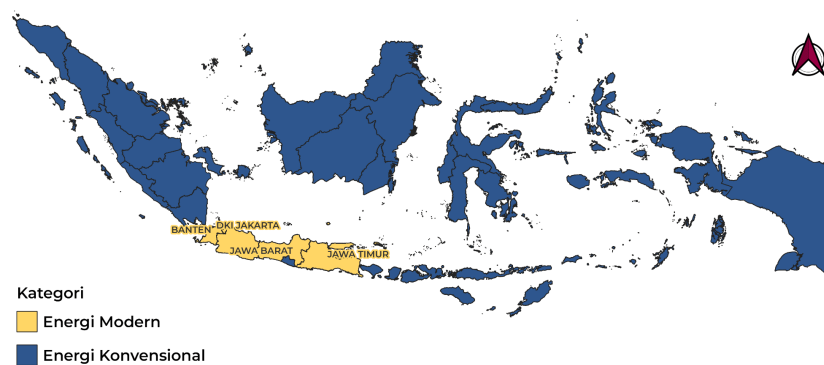 DKI JAKARTA
BANTEN
JAWA BARAT
JAWA TIMUR
Kategori
Energi Modern
Energi Konvensional